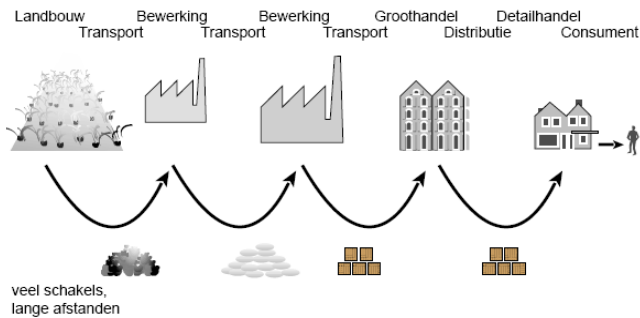 Landbouw Bewerking Bewerking Groothandel Detailhandel
Transport Transport Transport Distributie Consument
veel schakels,
lange afstanden